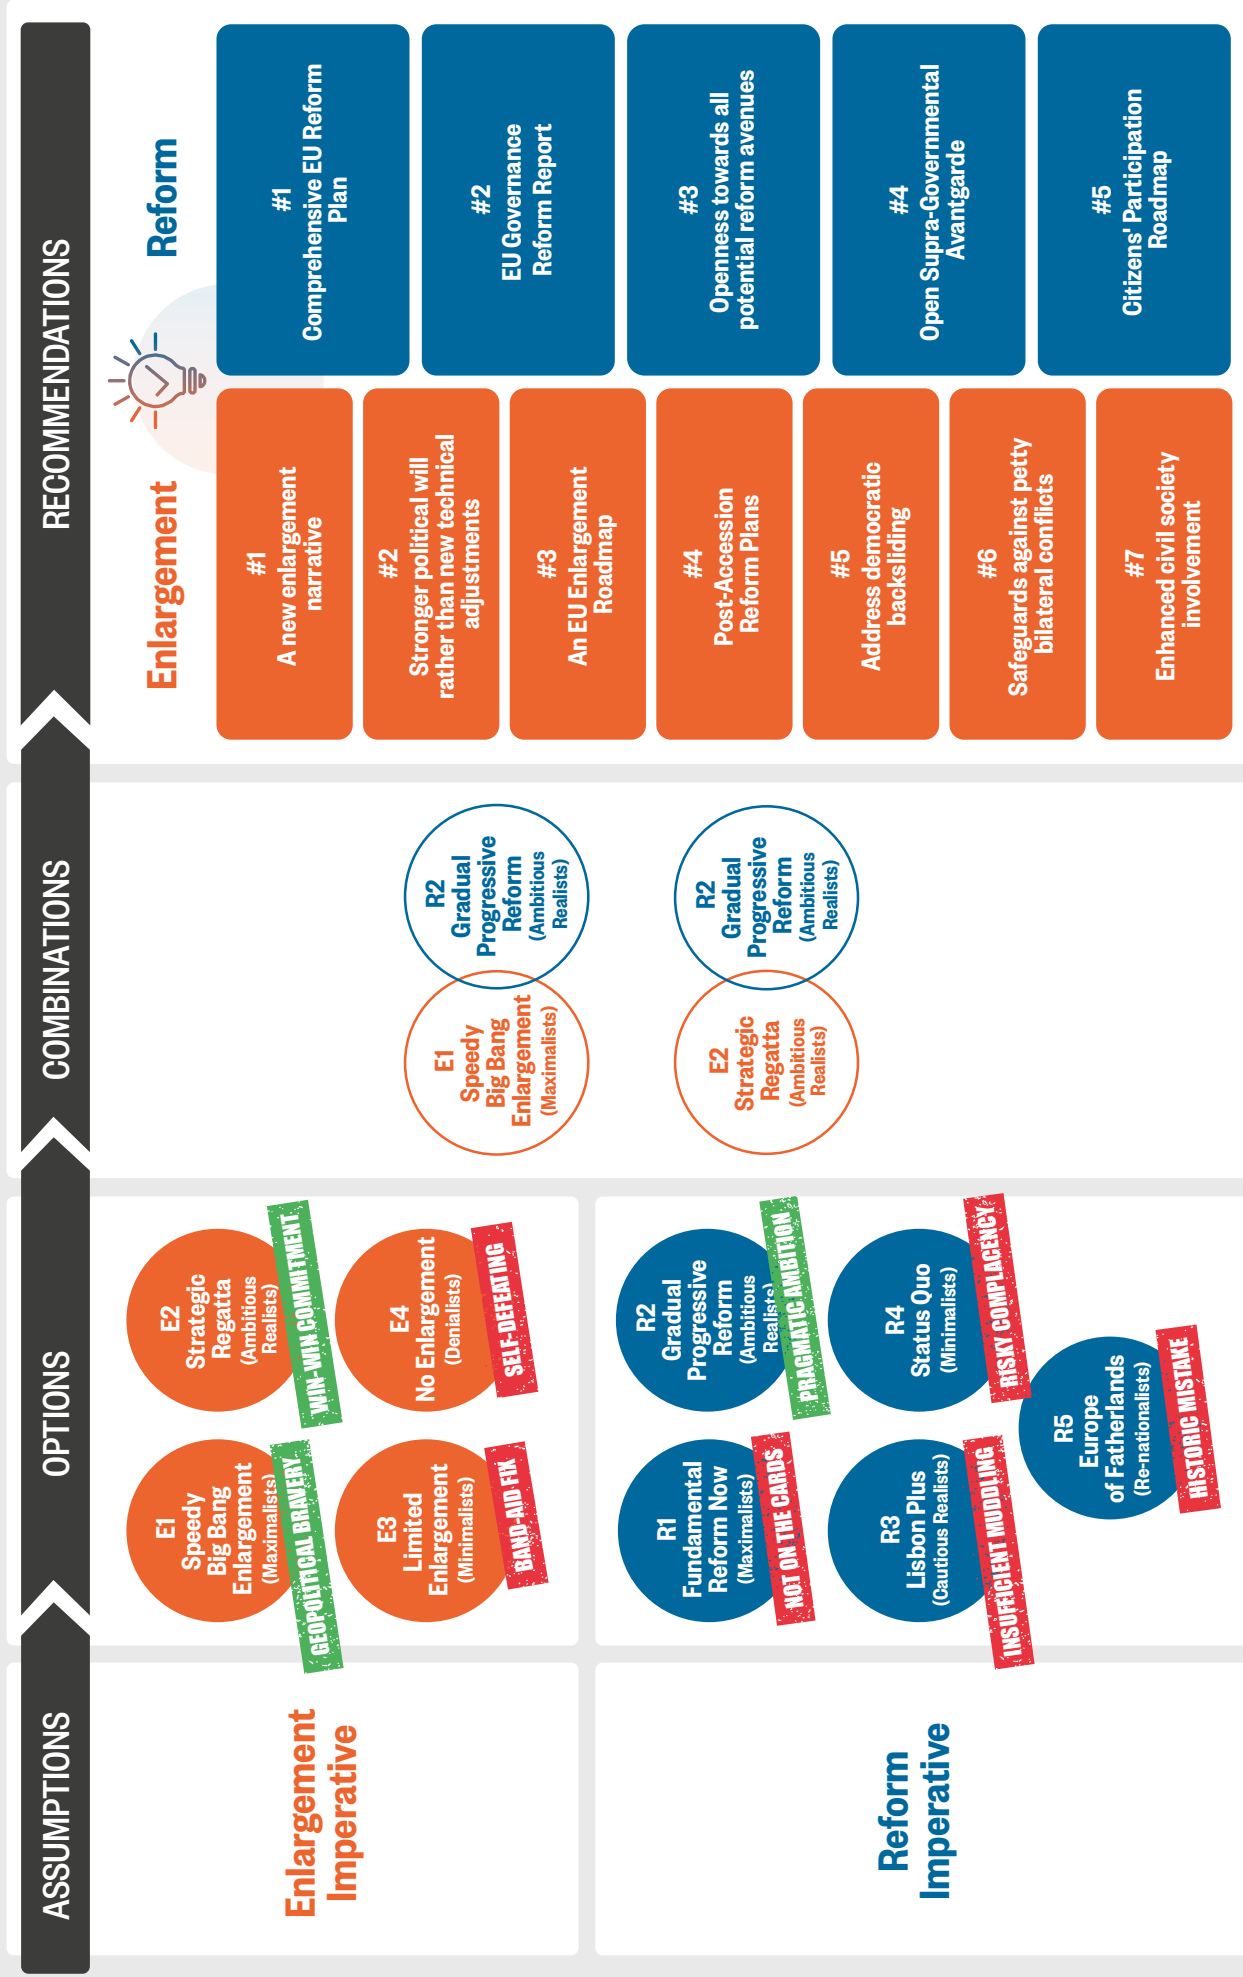 ASSUMPTIONS
OPTIONS
COMBINATIONS
RECOMMENDATIONS
Enlargement
Imperative
Reform
Imperative
E1
Speedy
Big Bang
Enlargement
(Maximalists)
GEOPOLITICAL BRAVERY
E2
Strategic
Regatta
(Ambitious
Realists)
WIN-WIN COMMITMENT
E3
Limited
Enlargement
(Minimalists)
BAND-AID FIX
E4
No Enlargement
(Denialists)
SELF-DEFEATING
R1
Fundamental
Reform Now
(Maximalists)
NOT ON THE CARDS
R2
Gradual
Progressive
Reform
(Ambitious
Realists)
PRAGMATIC AMBITION
R3
Lisbon Plus
(Cautious Realists)
INSUFFICIENT MUDDLING
R4
Status Quo
(Minimalists)
RISKY COMPLACENCY
R5
Europe
of Fatherlands
(Re-nationalists)
HISTORIC MISTAKE
E1
Speedy
Big Bang
Enlargement
(Maximalists)
R2
Gradual
Progressive
Reform
(Ambitious
Realists)
E2
Strategic
Regatta
(Ambitious
Realists)
R2
Gradual
Progressive
Reform
(Ambitious
Realists)
Enlargement
#1
A new enlargement
narrative
#2
Stronger political will
rather than new technical
adjustments
#3
An EU Enlargement
Roadmap
#4
Post-Accession
Reform Plans
#5
Address democratic
backsliding
#6
Safeguards against petty
bilateral conflicts
#7
Enhanced civil society
involvement
Reform
#1
Comprehensive EU Reform
Plan
#2
EU Governance
Reform Report
#3
Openness towards all
potential reform avenues
#4
Open Supra-Governmental
Avantgarde
#5
Citizens' Participation
Roadmap